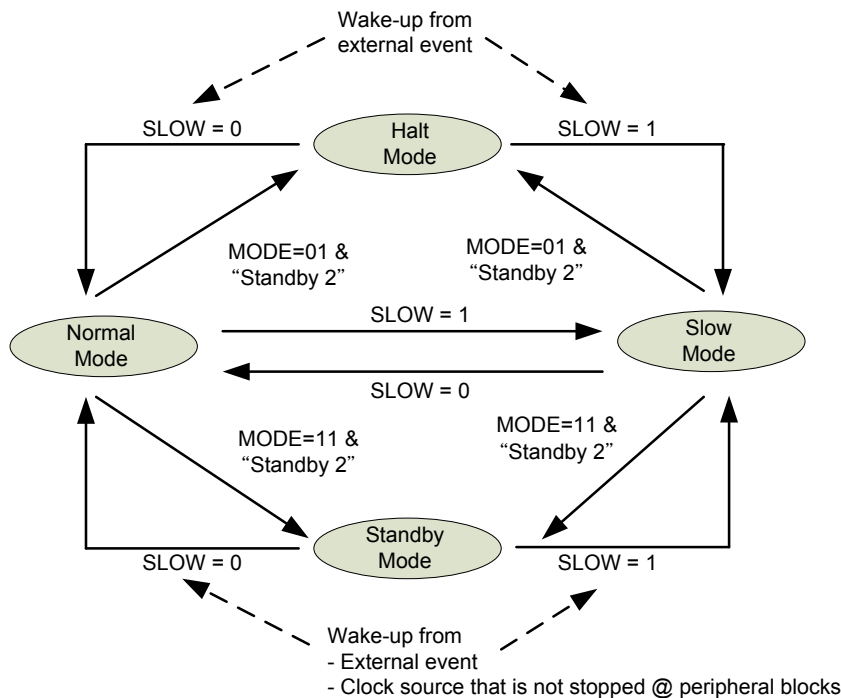 Wake-up from
external event
SLOW = 0
Halt
Mode
SLOW = 1
MODE=01 &
“Standby 2”
MODE=01 &
“Standby 2”
Normal
Mode
SLOW = 1
Slow
Mode
SLOW = 0
MODE=11 &
“Standby 2”
MODE=11 &
“Standby 2”
Standby
Mode
SLOW = 0
SLOW = 1
Wake-up from
- External event
- Clock source that is not stopped @ peripheral blocks